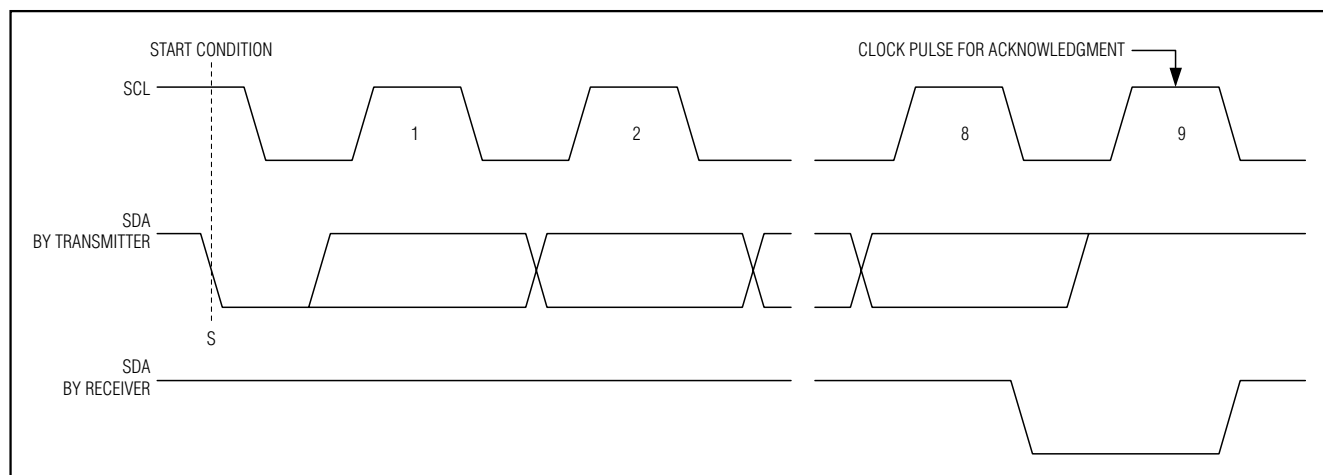 START CONDITION
CLOCK PULSE FOR ACKNOWLEDGMENT
SCL
1
2
8
9
SDA
BY TRANSMITTER
S
SDA
BY RECEIVER